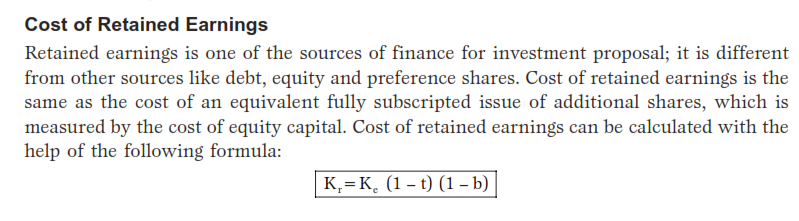 Cost of Retained Earnings
Retained earnings is one of the sources of finance for investment proposal; it is different
from other sources like debt, equity and preference shares. Cost of retained earnings is the
same as the cost of an equivalent fully subscripted issue of additional shares, which is
measured by the cost of equity capital. Cost of retained earnings can be calculated with the
help of the following formula:
Kᵣ= Kₑ (1 – t) (1 – b)